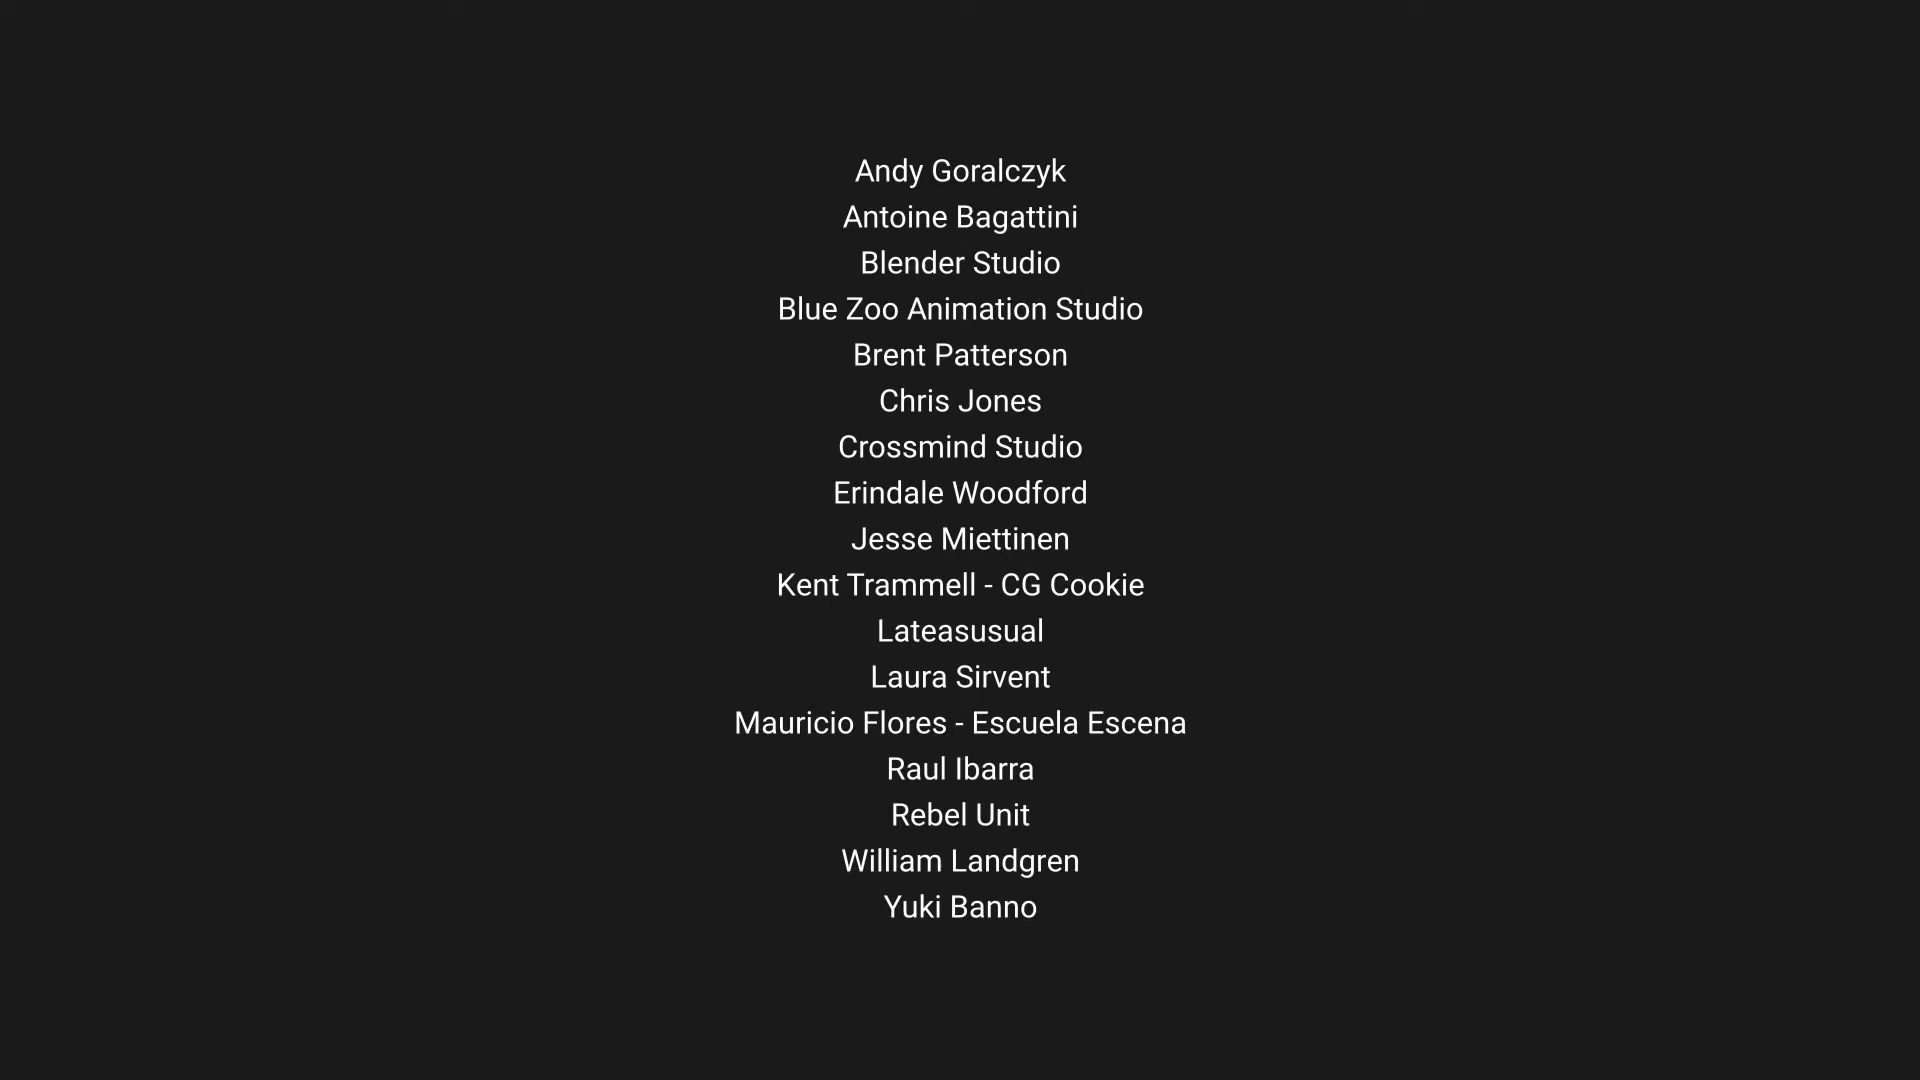 Andy Goralczyk
Antoine Bagattini
Blender Studio
Blue Zoo Animation Studio
Brent Patterson
Chris Jones
Crossmind Studio
Erindale Woodford
Jesse Miettinen
Kent Trammell - CG Cookie
Lateasusual
Laura Sirvent
Mauricio Flores - Escuela Escena
Raul Ibarra
Rebel Unit
William Landgren
Yuki Banno